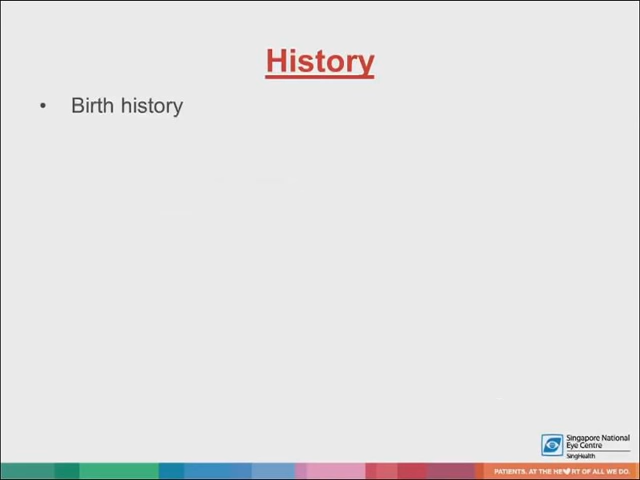 History
• Birth history
Singapore National
Eye Centre
SingHealth
PATIENTS. AT THE HE♥RT OF ALL WE DO.